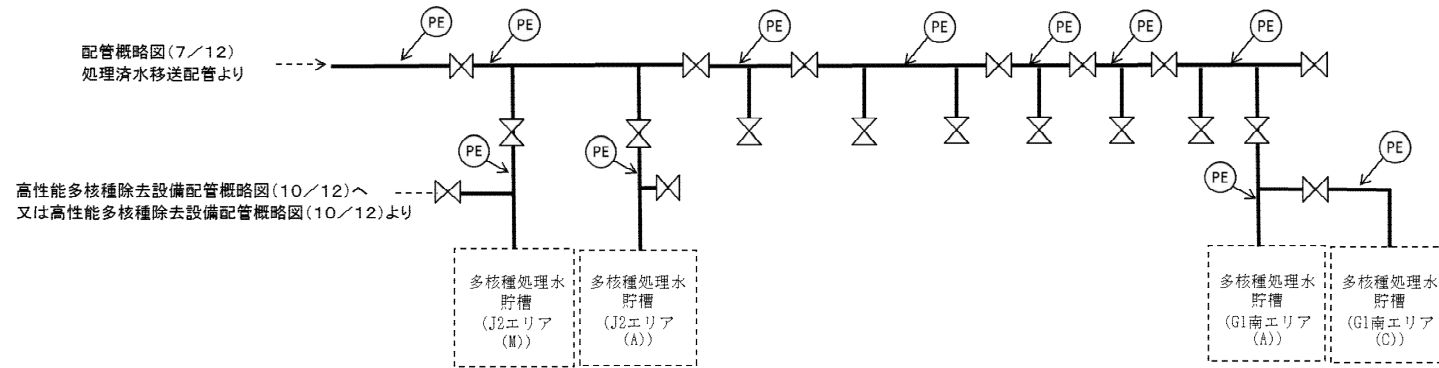 PE
PE
PE
PE
PE
PE
PE
配管概略図(7/12)
処理済水移送配管より
PE
PE
PE
PE
高性能多核種除去設備配管概略図(10/12)へ
又は高性能多核種除去設備配管概略図(10/12)より
多核種処理水
貯槽
(J2エリア
(M))
多核種処理水
貯槽
(J2エリア
(A))
多核種処理水
貯槽
(G1南エリア
(A))
多核種処理水
貯槽
(G1南エリア
(C))